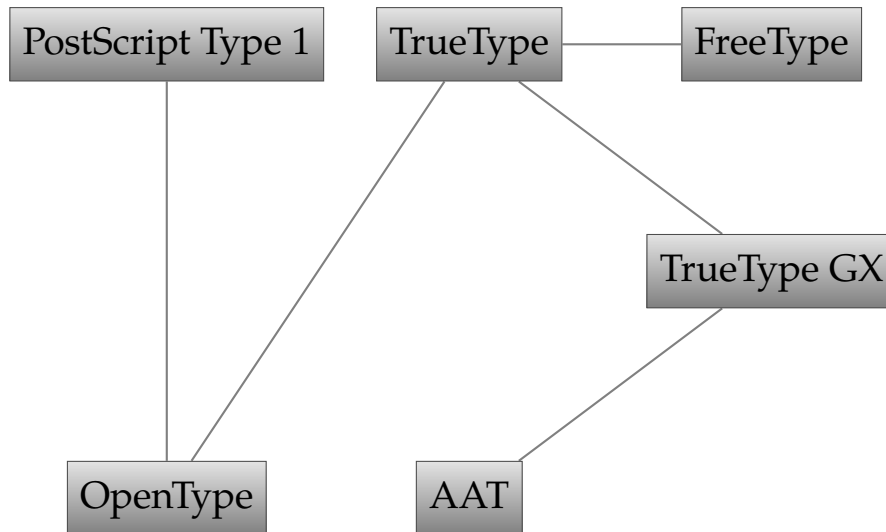 PostScript Type 1
TrueType
FreeType
TrueType GX
OpenType
AAT